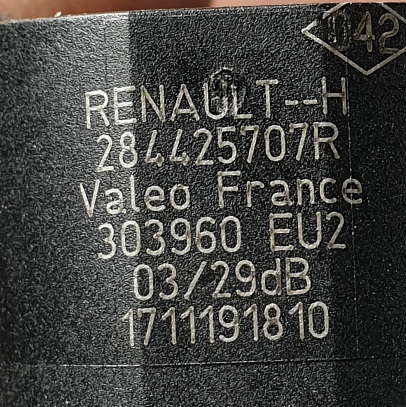 042
RENAULT--H
284425707R
Valeo France
303960 EU2
03/29dB
1711191810